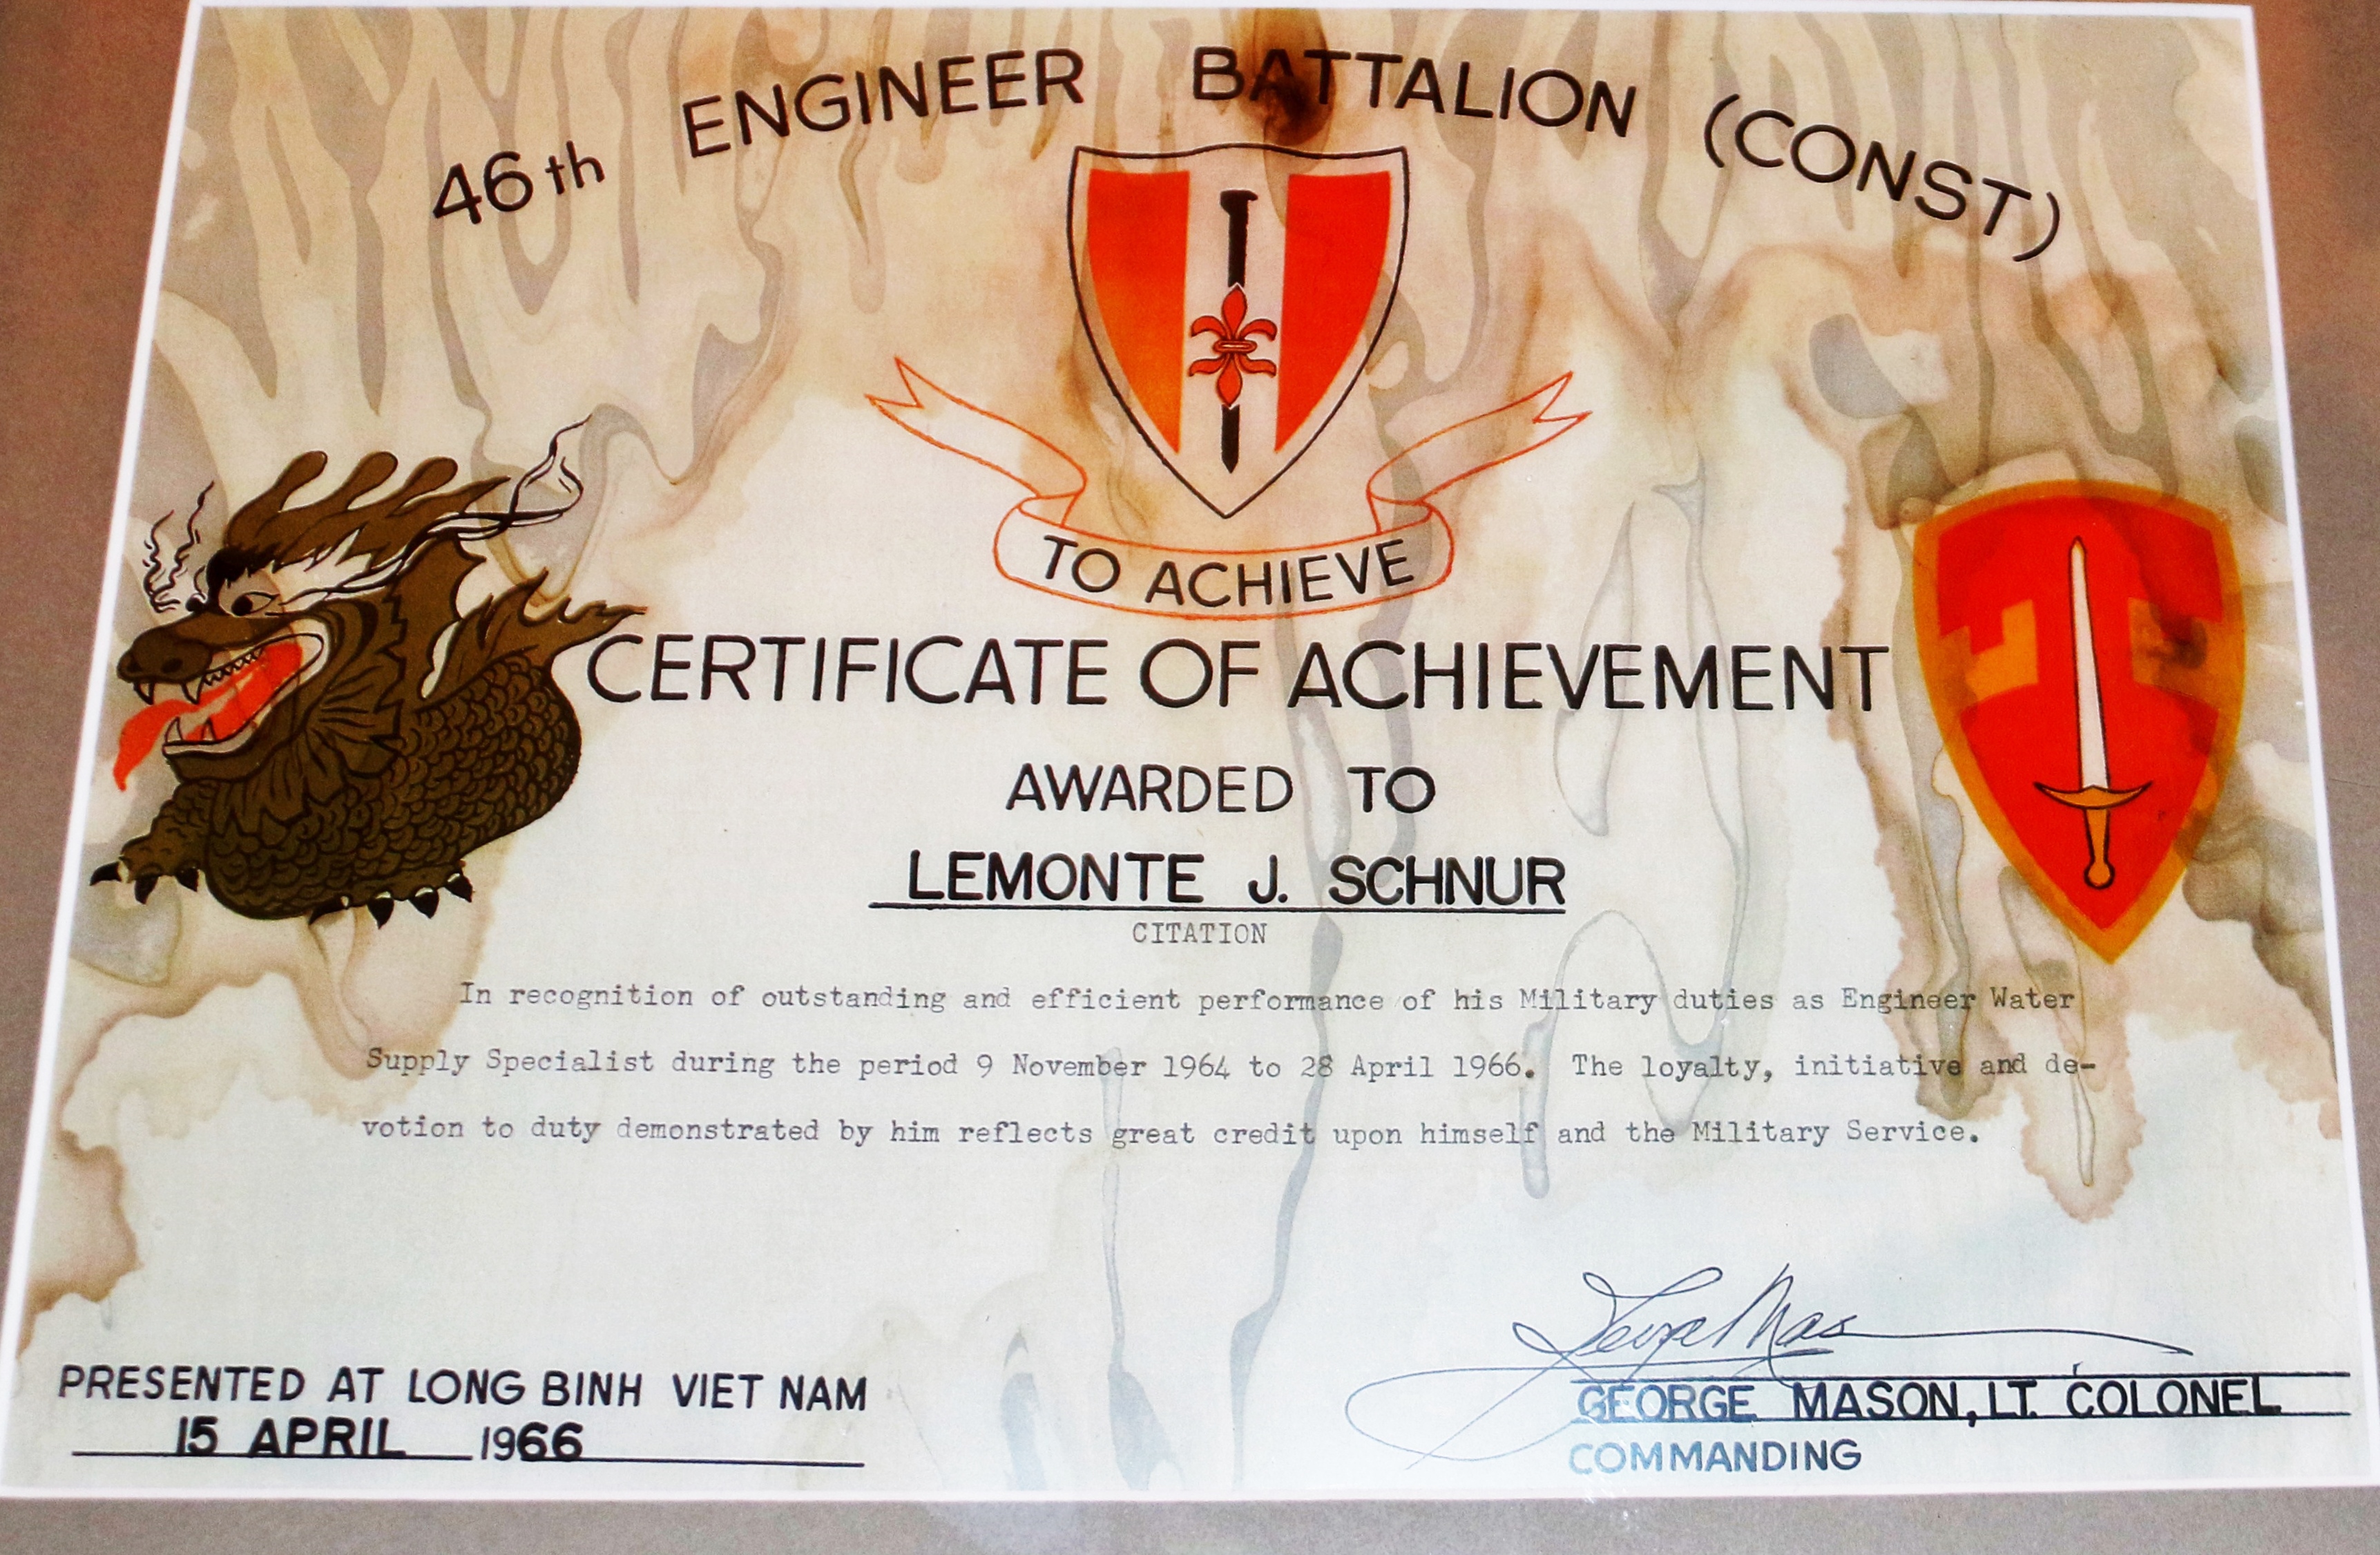 46th ENGINEER BATTALION (CONST)
TO ACHIEVE
CERTIFICATE OF ACHIEVEMENT
AWARDED TO
LEMONTE J. SCHNUR
CITATION
In recognition of outstanding and efficient performance of his Military duties as Engineer Water
Supply Specialist during the period 9 November 1964 to 28 April 1966. The loyalty, initiative and de-
votion to duty demonstrated by him reflects great credit upon himself and the Military Service.
George Mason
PRESENTED AT LONG BINH VIET NAM
15 APRIL 1966
GEORGE MASON, LT. COLONEL
COMMANDING